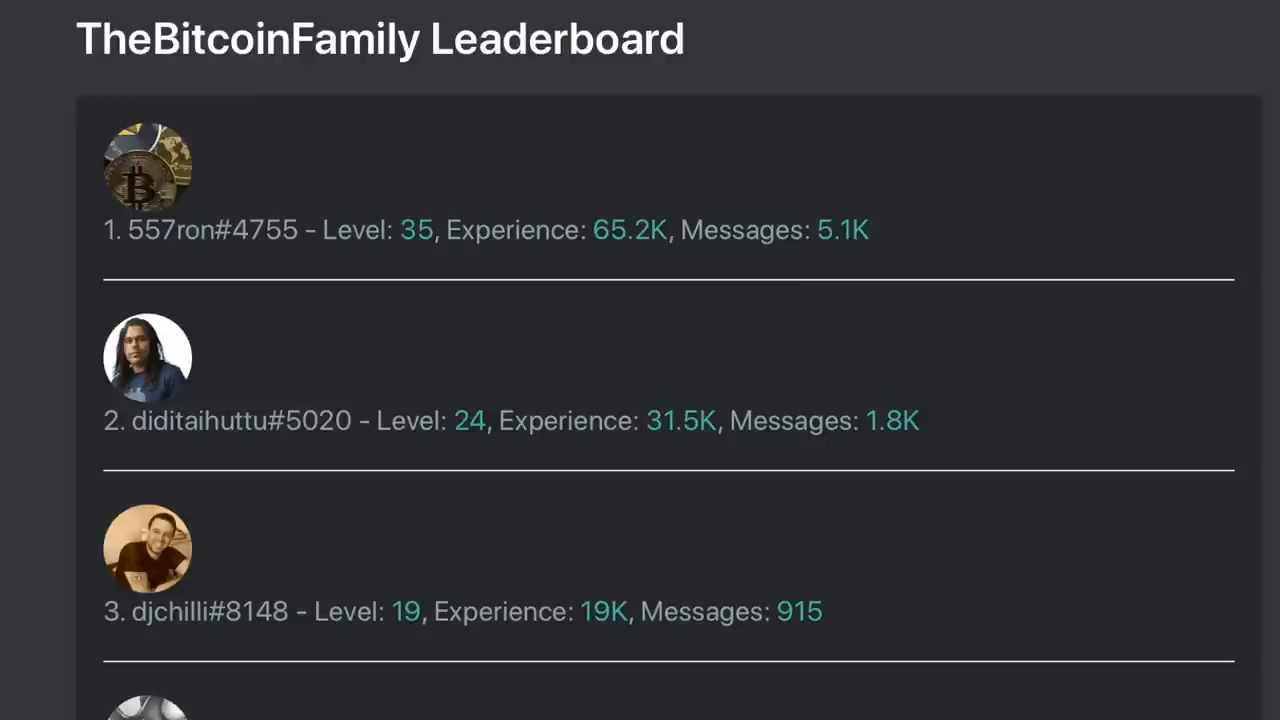 TheBitcoinFamily Leaderboard
1. 557ron#4755 - Level: 35, Experience: 65.2K, Messages: 5.1K
2. diditaihuttu#5020 - Level: 24, Experience: 31.5K, Messages: 1.8K
3. djchilli#8148 - Level: 19, Experience: 19K, Messages: 915